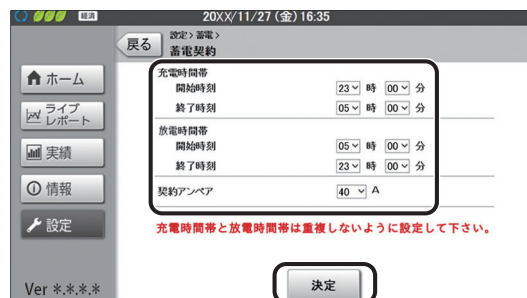 経済 20XX/11/27 (金) 16:35
戻る 設定> 蓄電>
蓄電契約
ホーム
ライブ
レポート
実績
情報
設定
Ver *.*.*.*
充電時間帯
開始時刻 23 時 00 分
終了時刻 05 時 00 分
放電時間帯
開始時刻 05 時 00 分
終了時刻 23 時 00 分
契約アンペア 40 A
充電時間帯と放電時間帯は重複しないように設定して下さい。
決定